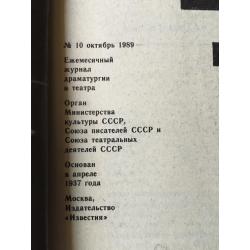 № 10 октябрь 1989
Ежемесячный
журнал
драматургии
и театра
Орган
Министерства
культуры СССР,
Союза писателей СССР и
Союза театральных
деятелей СССР
Основан
в апреле
1937 года
Москва,
Издательство
«Известия»